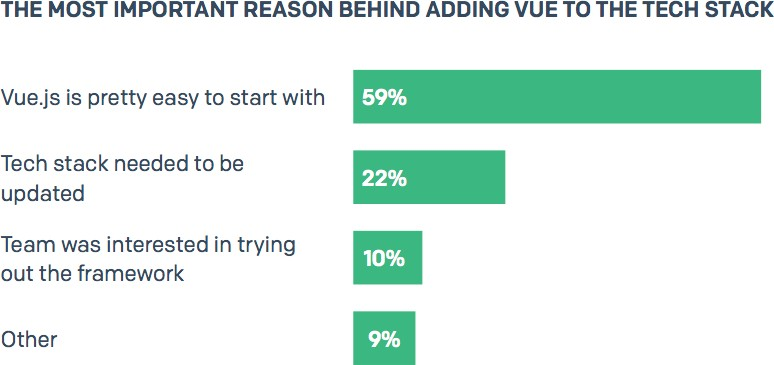 THE MOST IMPORTANT REASON BEHIND ADDING VUE TO THE TECH STACK
Vue.js is pretty easy to start with
59%
Tech stack needed to be
updated
22%
Team was interested in trying
out the framework
10%
Other
9%